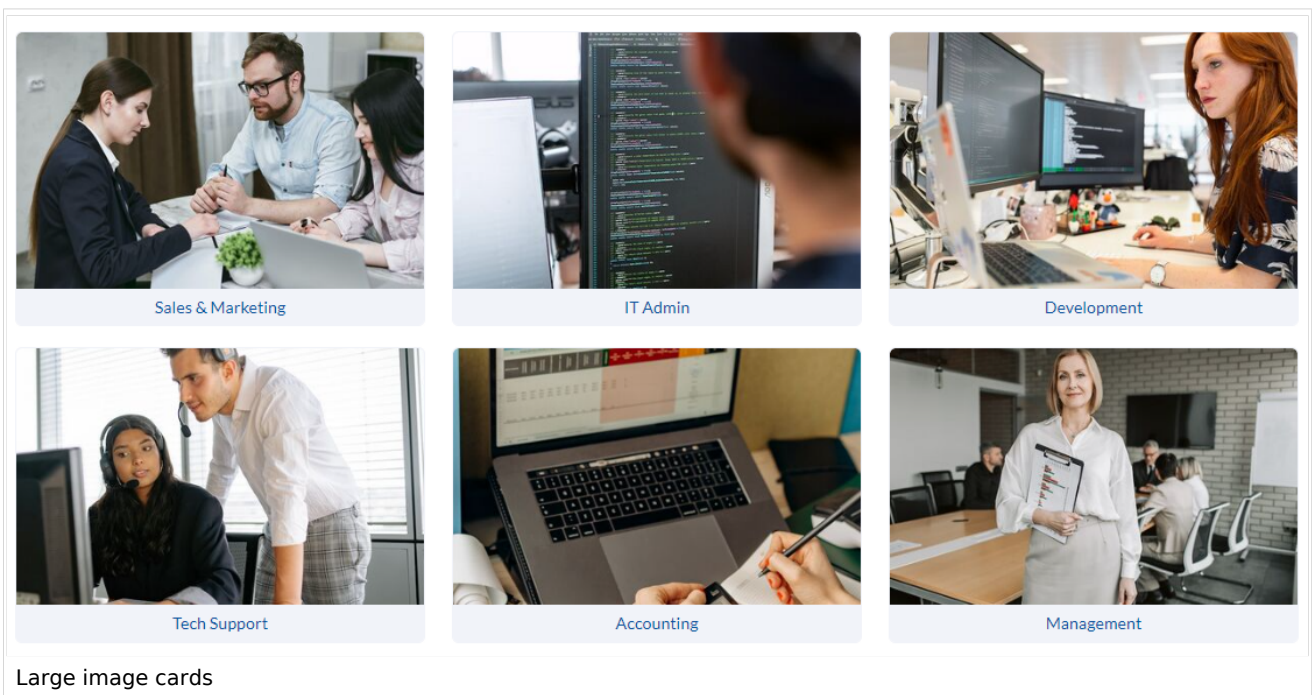 Sales & Marketing
IT Admin
Development
Tech Support
Accounting
Management
Large image cards